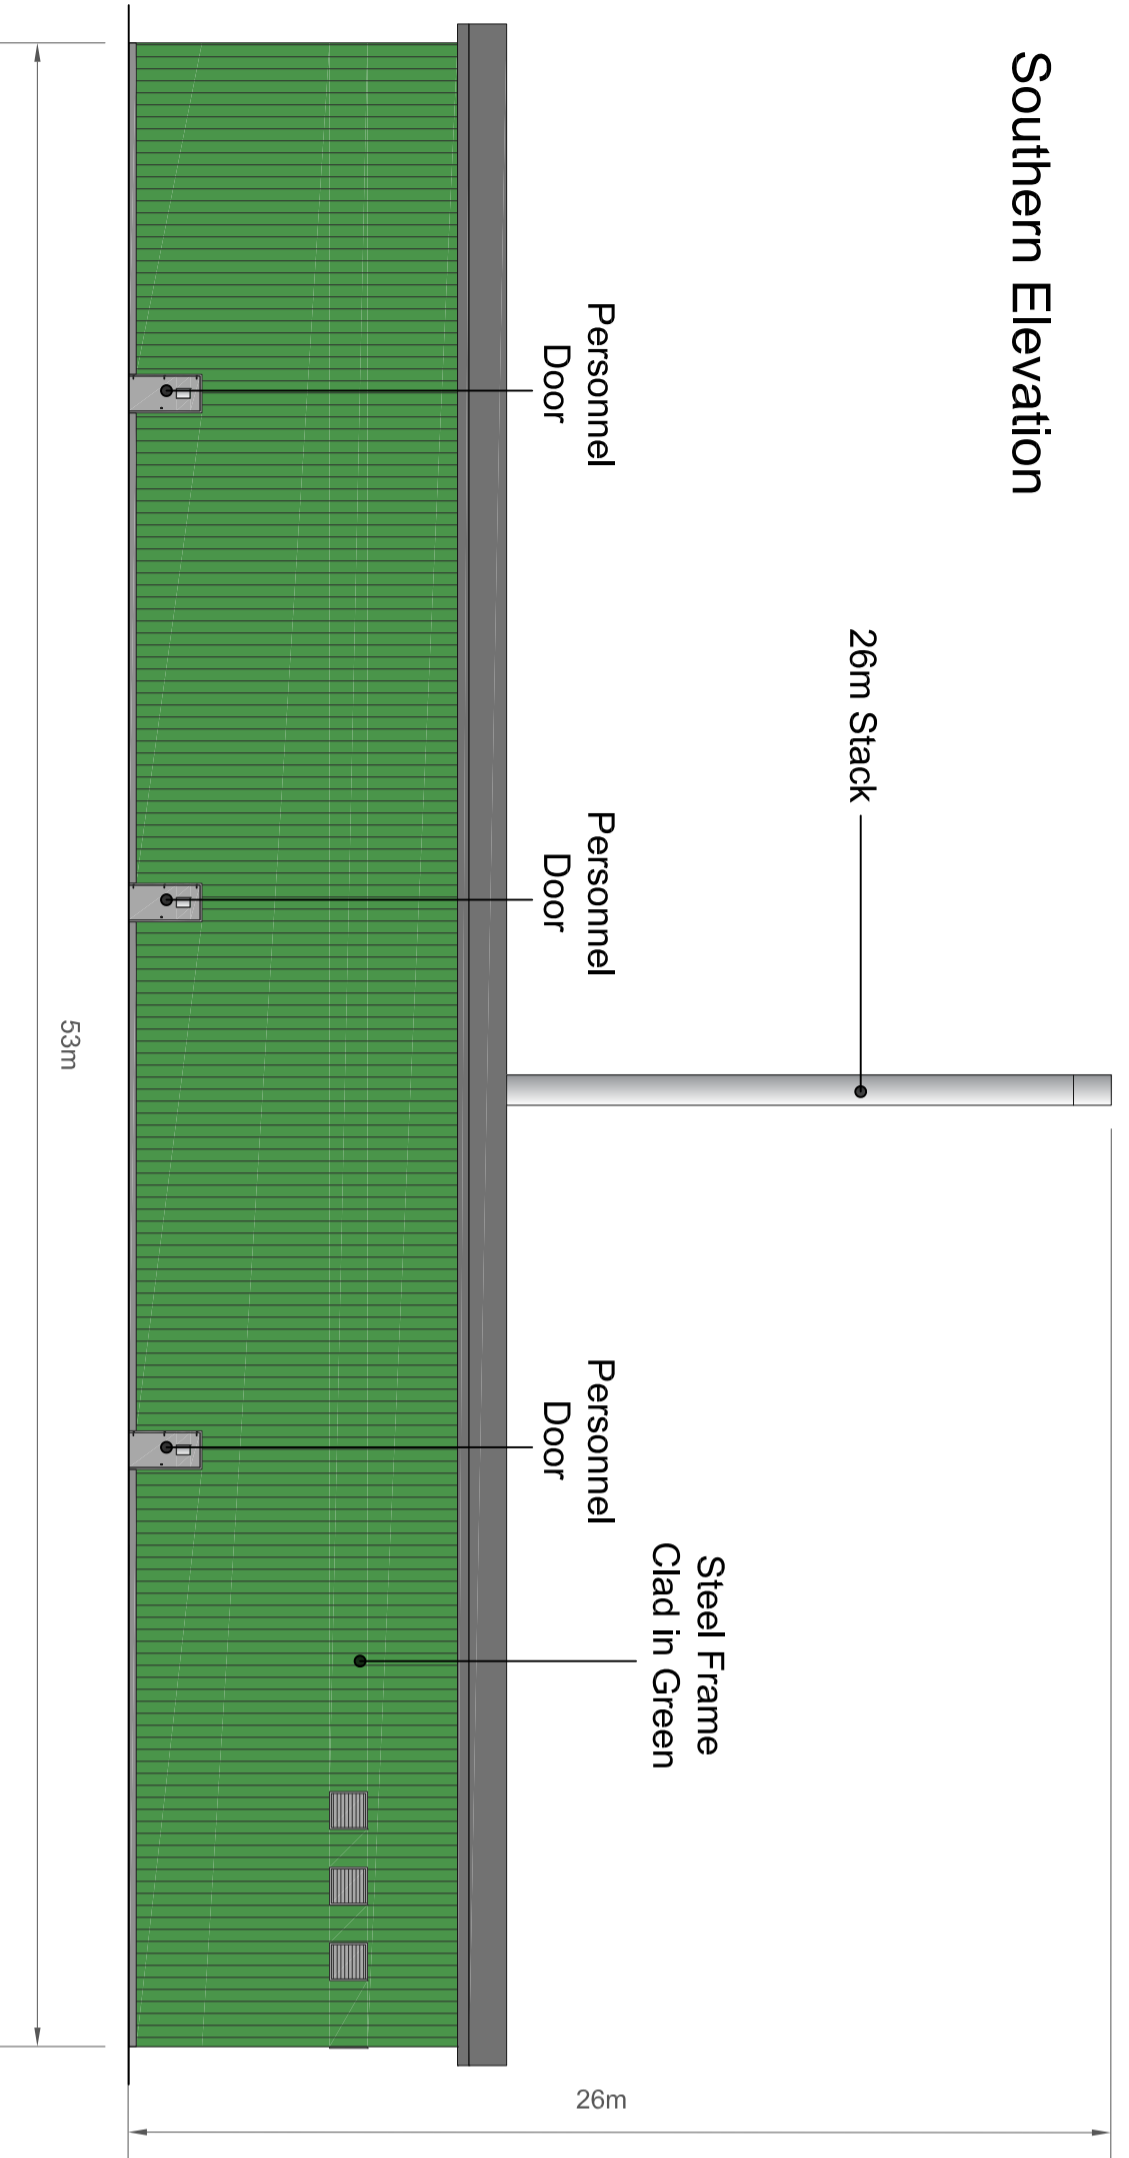 Southern Elevation
26m Stack
Steel Frame
Clad in Green
Personnel
Door
Personnel
Door
Personnel
Door
26m
53m